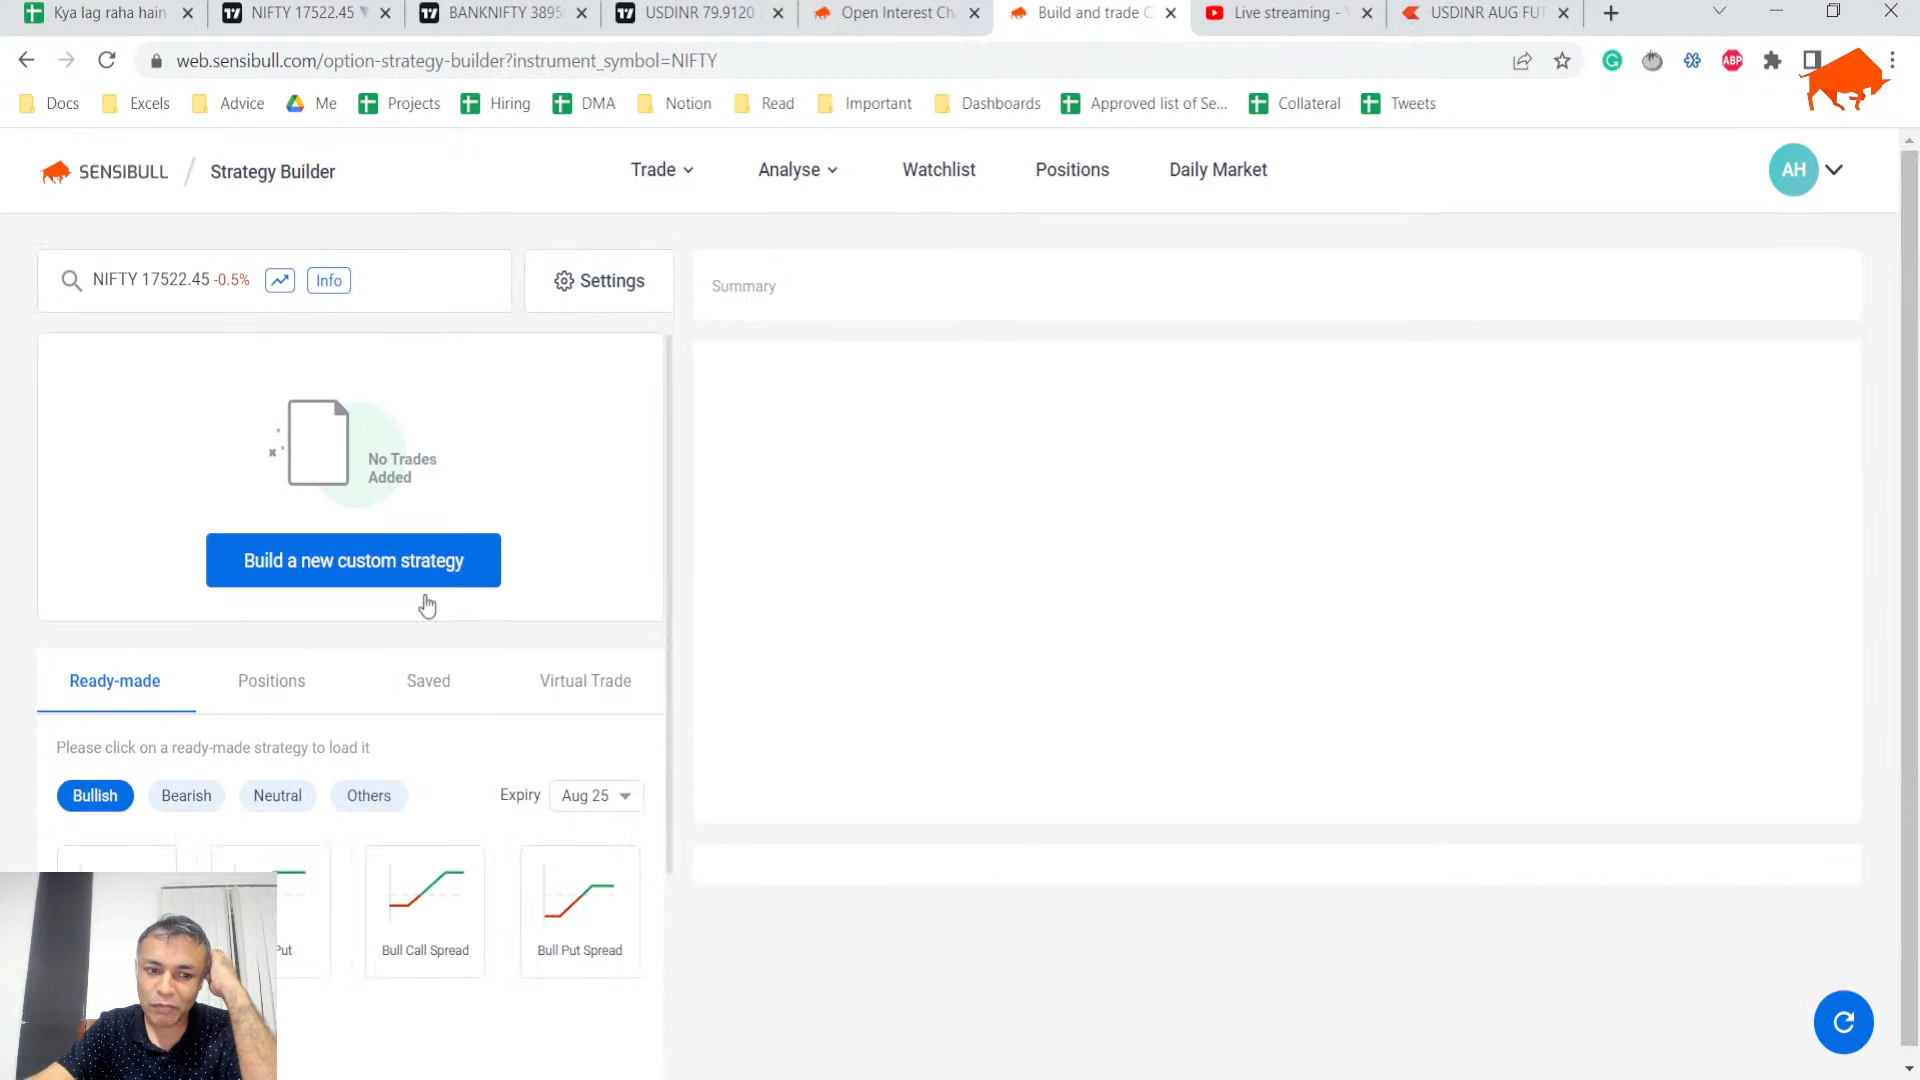 Kya lag raha hain
NIFTY 17522.45
BANKNIFTY 3895
USDINR 79.9120
Open Interest Ch
Build and trade C
Live streaming -
USDINR AUG FUT
web.sensibull.com/option-strategy-builder?instrument_symbol=NIFTY
ABP
Docs Excels Advice Me Projects Hiring DMA Notion Read Important Dashboards Approved list of Se... Collateral Tweets
SENSIBULL / Strategy Builder
Trade Analyse Watchlist Positions Daily Market
AH
NIFTY 17522.45 -0.5% Info
Settings
Summary
No Trades
Added
Build a new custom strategy
Ready-made Positions Saved Virtual Trade
Please click on a ready-made strategy to load it
Bullish Bearish Neutral Others Expiry Aug 25
Put Bull Call Spread Bull Put Spread